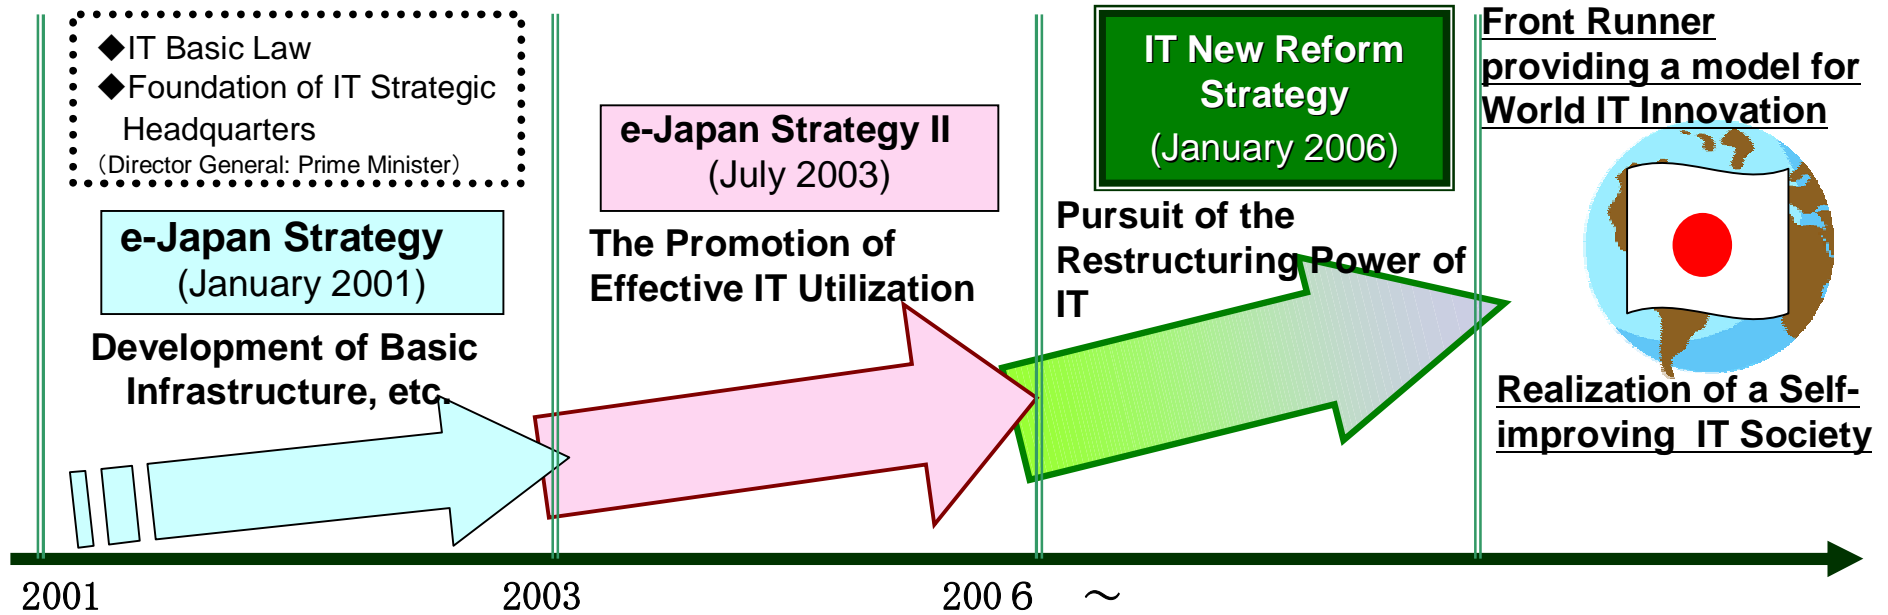 ◆IT Basic Law
◆Foundation of IT Strategic
Headquarters
（Director General: Prime Minister）
e-Japan Strategy
(January 2001)
Development of Basic
Infrastructure, etc.
e-Japan Strategy II
(July 2003)
The Promotion of
Effective IT Utilization
IT New Reform
Strategy
(January 2006)
Pursuit of the
Restructuring Power of
IT
Front Runner
providing a model for
World IT Innovation
Realization of a Self-
improving IT Society
2001
2003
200６ ～